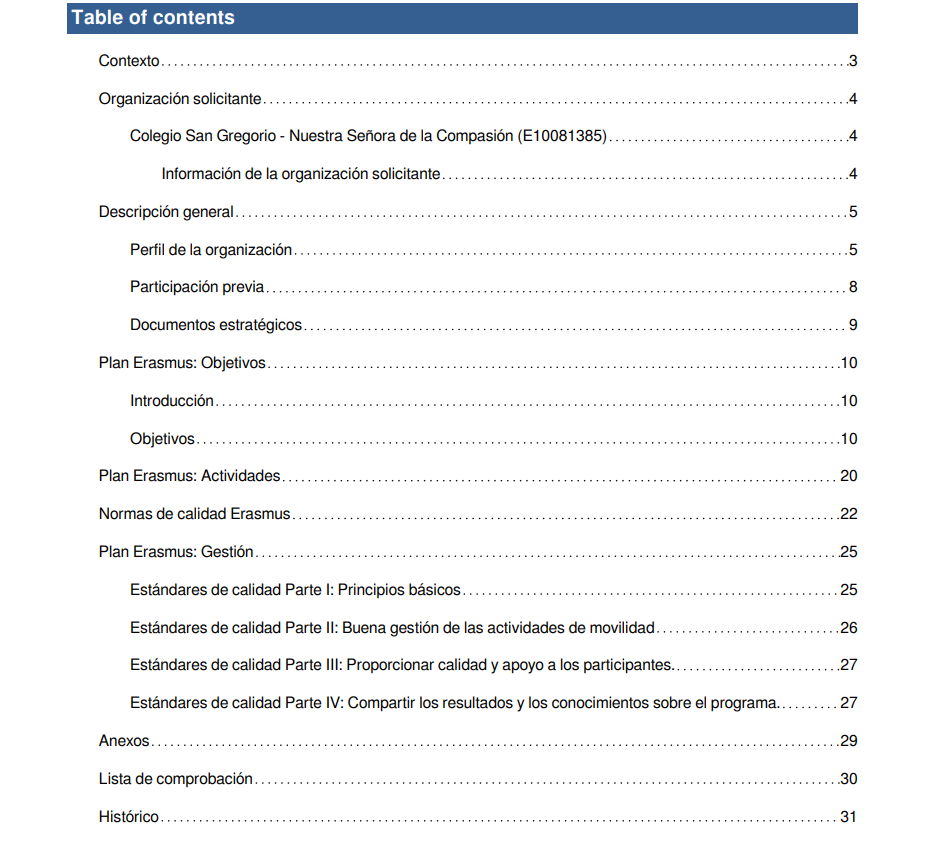 Table of contents
Contexto 3
Organización solicitante 4
Colegio San Gregorio - Nuestra Señora de la Compasión (E10081385) 4
Información de la organización solicitante 4
Descripción general 5
Perfil de la organización 5
Participación previa 8
Documentos estratégicos 9
Plan Erasmus: Objetivos 10
Introducción 10
Objetivos 10
Plan Erasmus: Actividades 20
Normas de calidad Erasmus 22
Plan Erasmus: Gestión 25
Estándares de calidad Parte I: Principios básicos 25
Estándares de calidad Parte II: Buena gestión de las actividades de movilidad 26
Estándares de calidad Parte III: Proporcionar calidad y apoyo a los participantes. 27
Estándares de calidad Parte IV: Compartir los resultados y los conocimientos sobre el programa. 27
Anexos 29
Lista de comprobación 30
Histórico 31